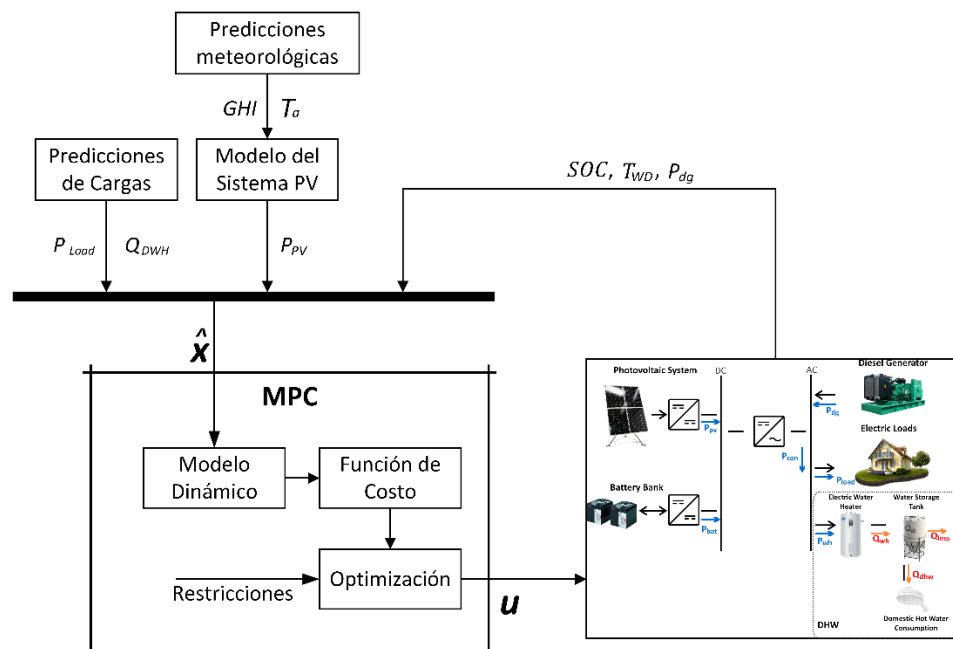 Predicciones
meteorológicas
GHI
Ta
Predicciones
de Cargas
Modelo del
Sistema PV
SOC, TWD, Pdg
P Load
QDWH
PPV
x̂
MPC
Modelo
Dinámico
Función de
Costo
Restricciones
Optimización
u
Photovoltaic System
DC
AC
Diesel Generator
Ppv
Pdg
Electric Loads
Pcon
Pload
Battery Bank
Pbat
Electric Water
Heater
Water Storage
Tank
Qst
Pwh
Qwh
Qloss
Qdhw
Domestic Hot Water
Consumption
DHW